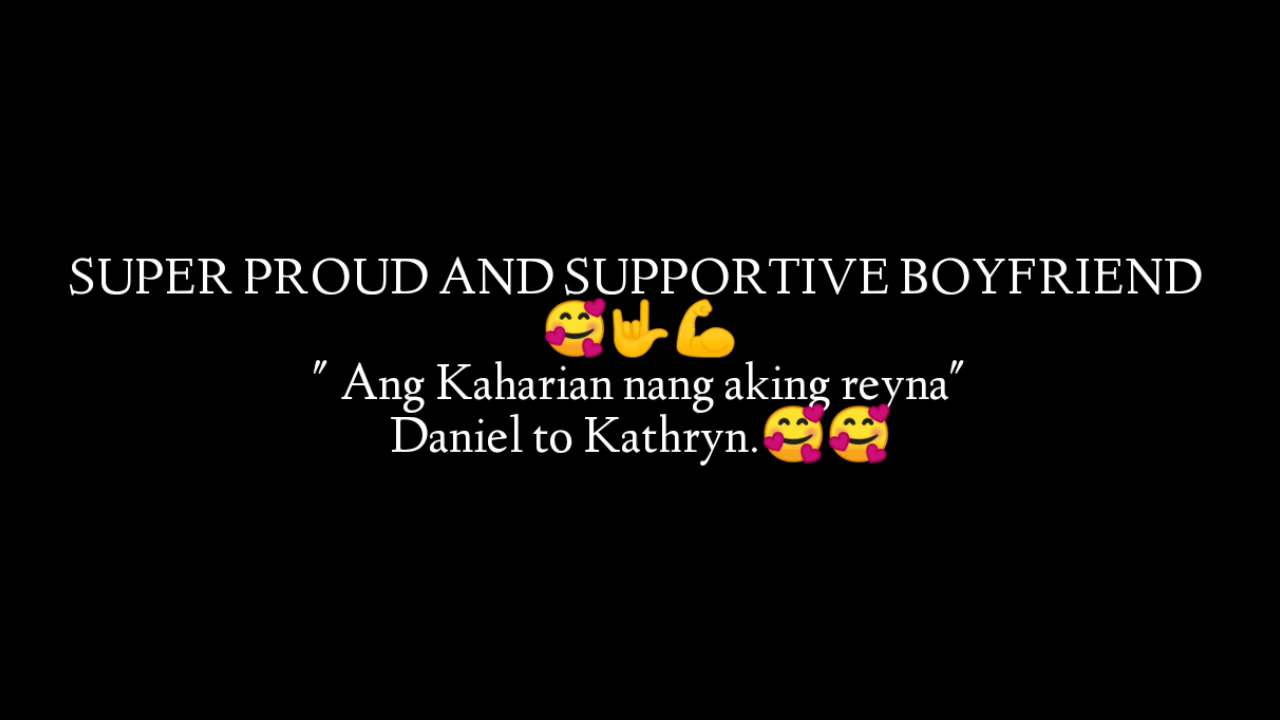 SUPER PROUD AND SUPPORTIVE BOYFRIEND
🥰🤟💪
" Ang Kaharian nang aking reyna"
Daniel to Kathryn.🥰🥰